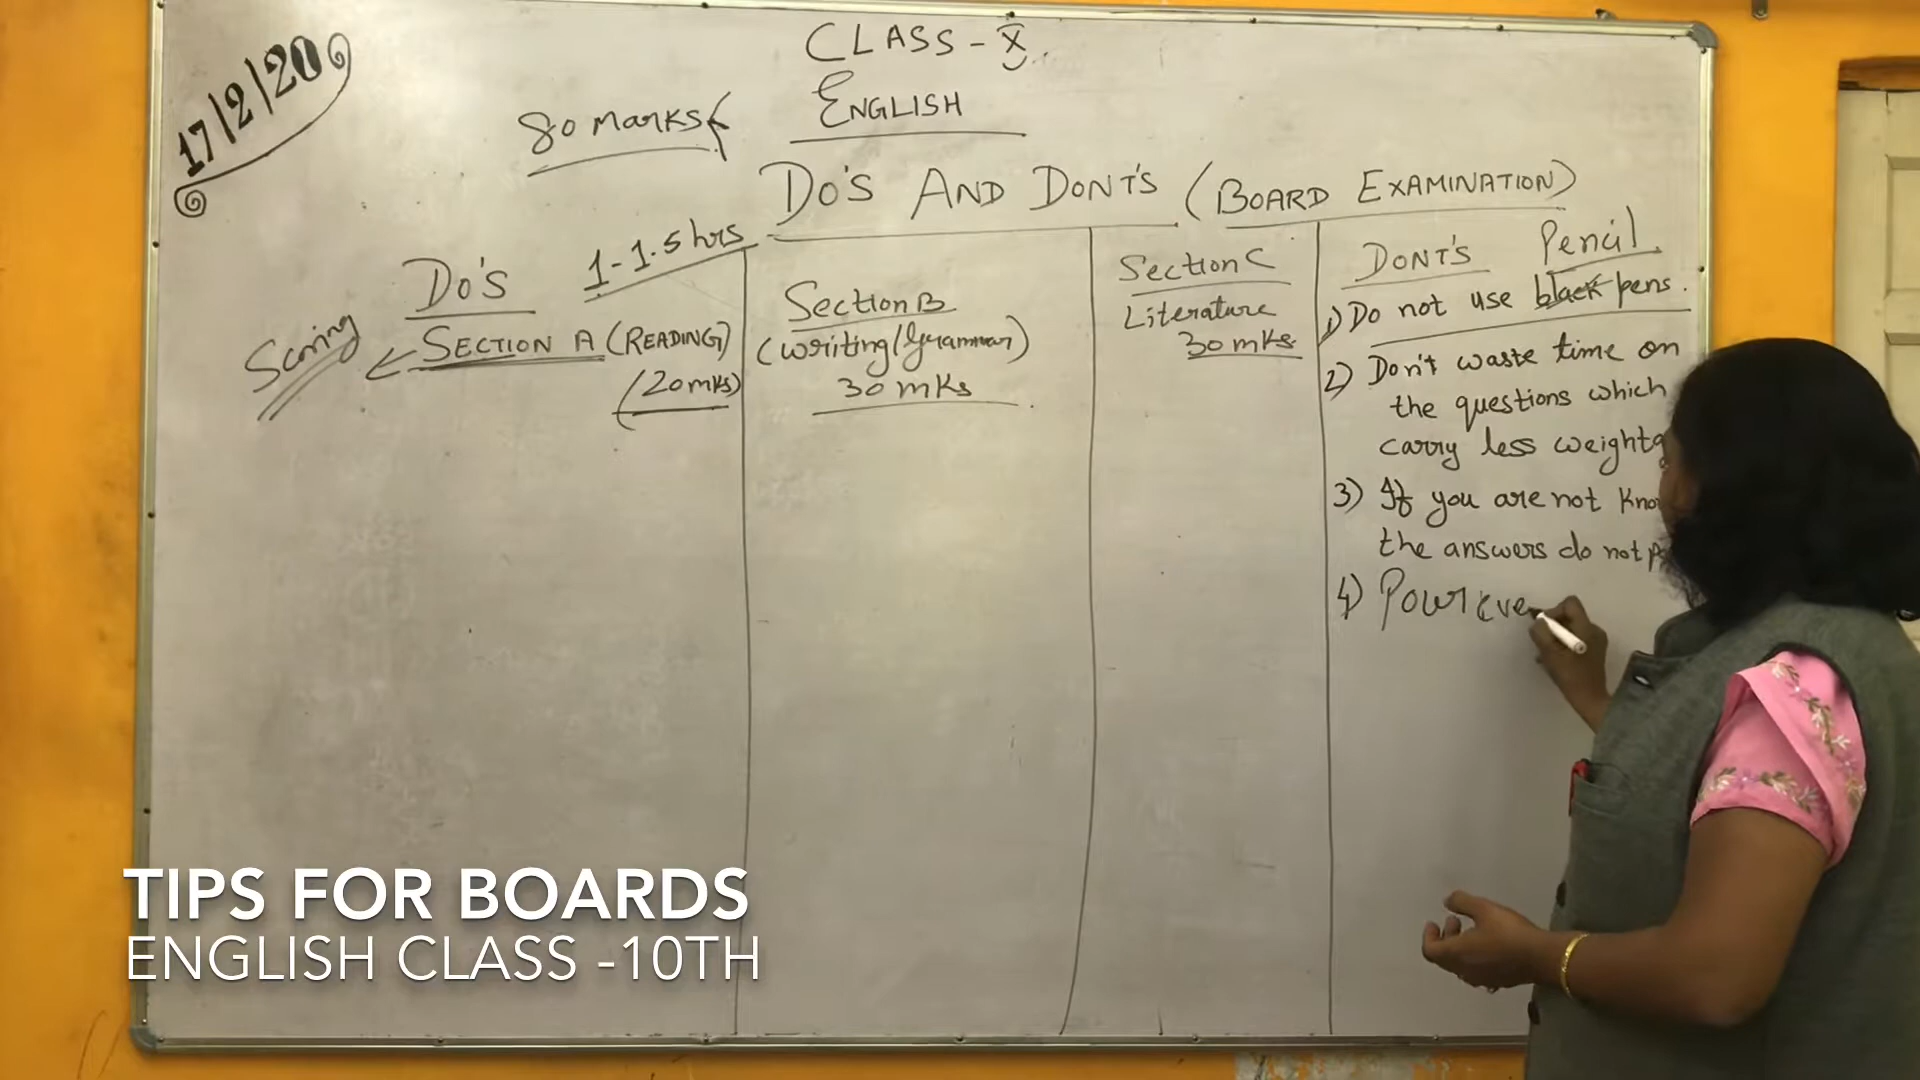 17/2/20
CLASS - X
ENGLISH
80 Marks
DO'S AND DONT'S (BOARD EXAMINATION)
DO'S
1-1.5 hrs
Scoring
SECTION A (READING)
(20mks)
Section B
(Writing/Grammar)
30 mks
Section C
Literature
30 mks
DONT'S
Pencil
1) Do not use black pens.
2) Don't waste time on
the questions which
carry less weightag
3) If you are not Kno
the answers do not p
4) Pour eve
TIPS FOR BOARDS
ENGLISH CLASS -10TH